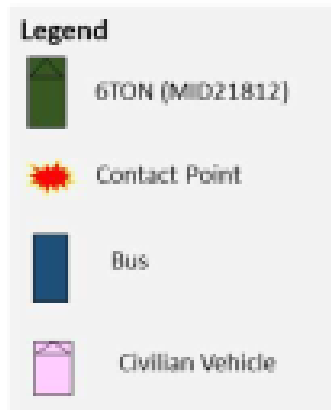 Legend
6TON (MID21812)
Contact Point
Bus
Civilian Vehicle